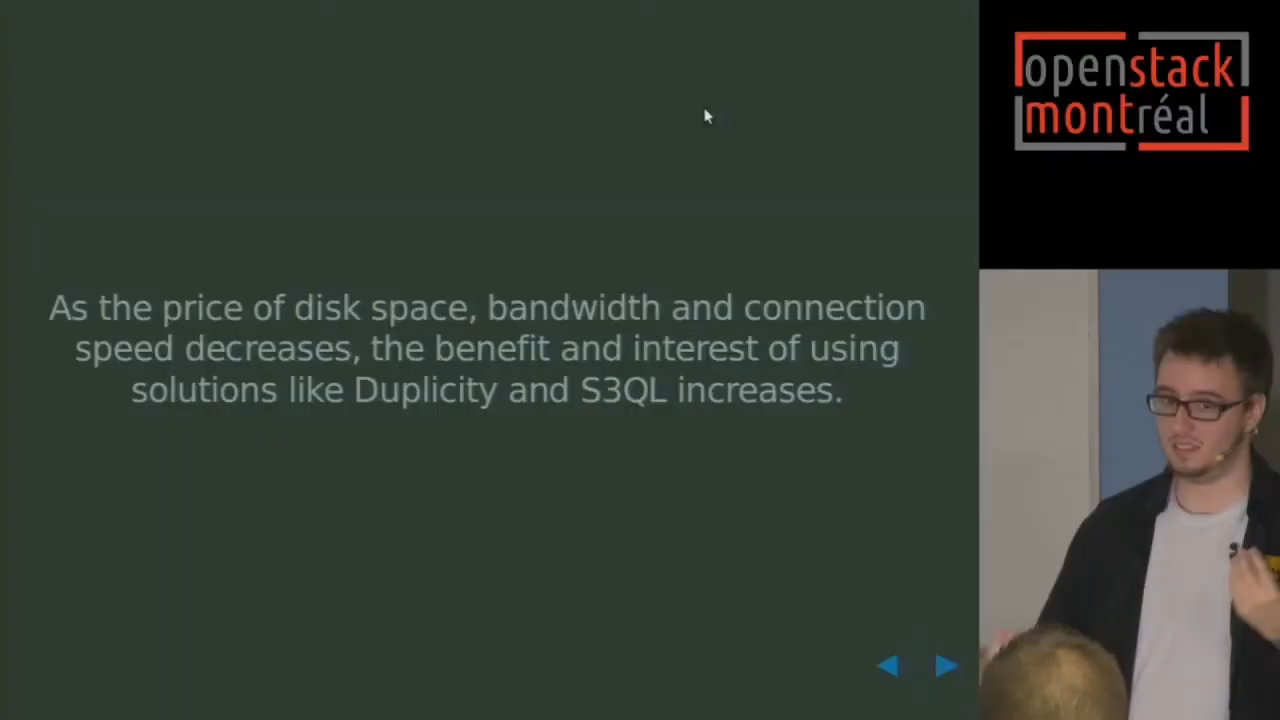 openstack
montréal
As the price of disk space, bandwidth and connection
speed decreases, the benefit and interest of using
solutions like Duplicity and S3QL increases.